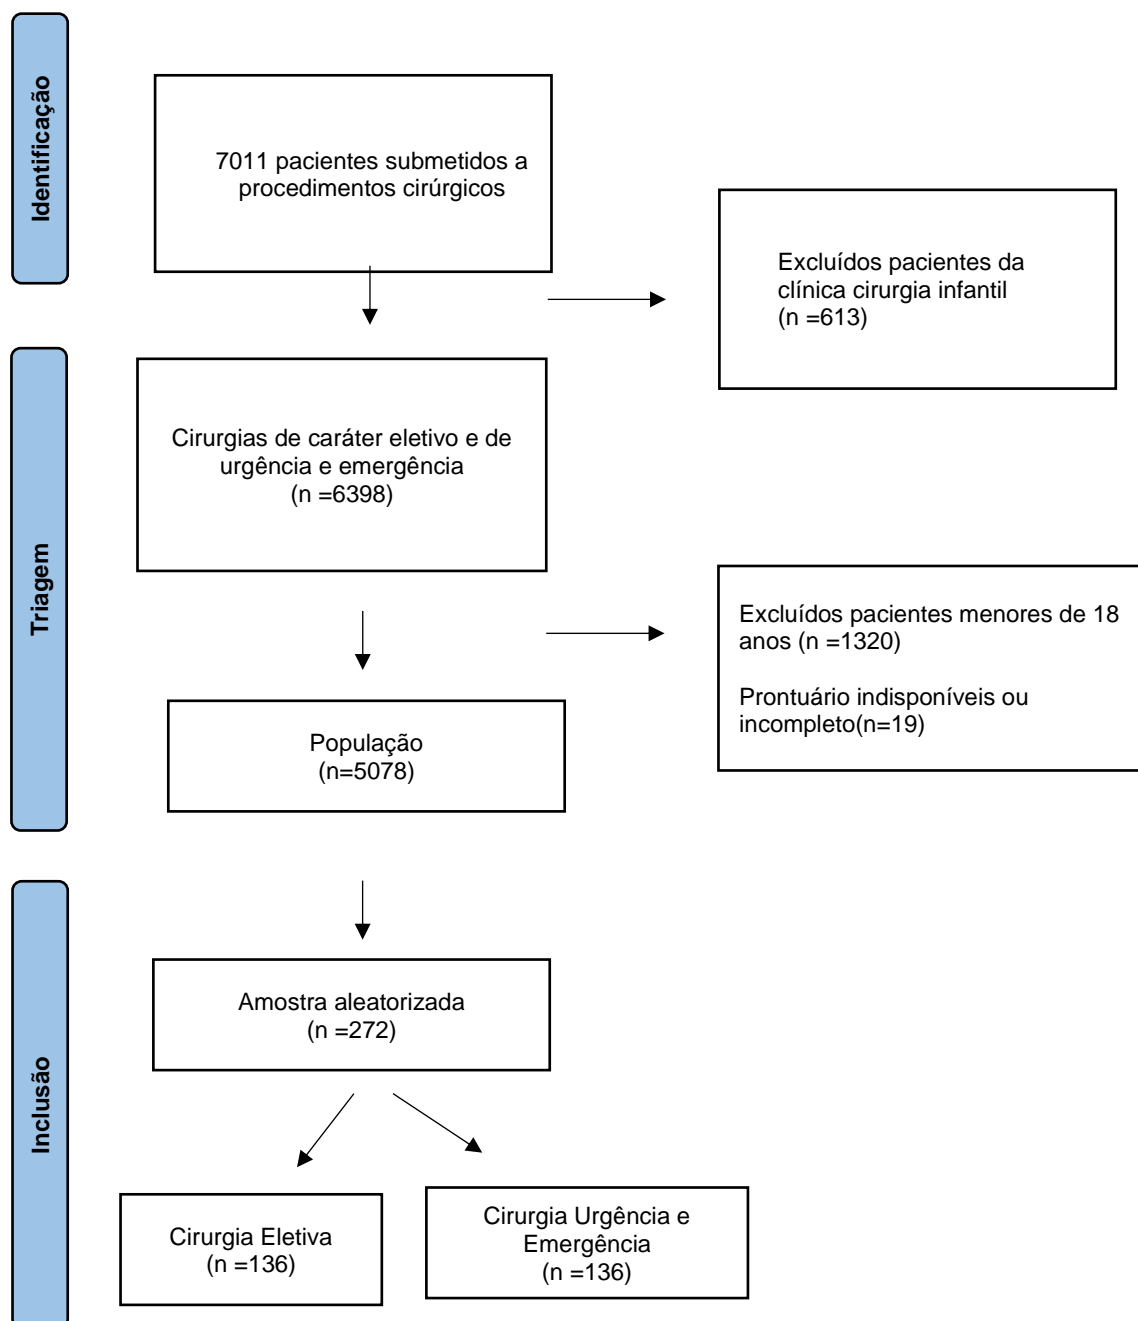 Identificação
7011 pacientes submetidos a
procedimentos cirúrgicos
Excluídos pacientes da
clínica cirurgia infantil
(n =613)
Triagem
Cirurgias de caráter eletivo e de
urgência e emergência
(n =6398)
Excluídos pacientes menores de 18
anos (n =1320)
Prontuário indisponíveis ou
incompleto(n=19)
População
(n=5078)
Inclusão
Amostra aleatorizada
(n =272)
Cirurgia Eletiva
(n =136)
Cirurgia Urgência e
Emergência
(n =136)